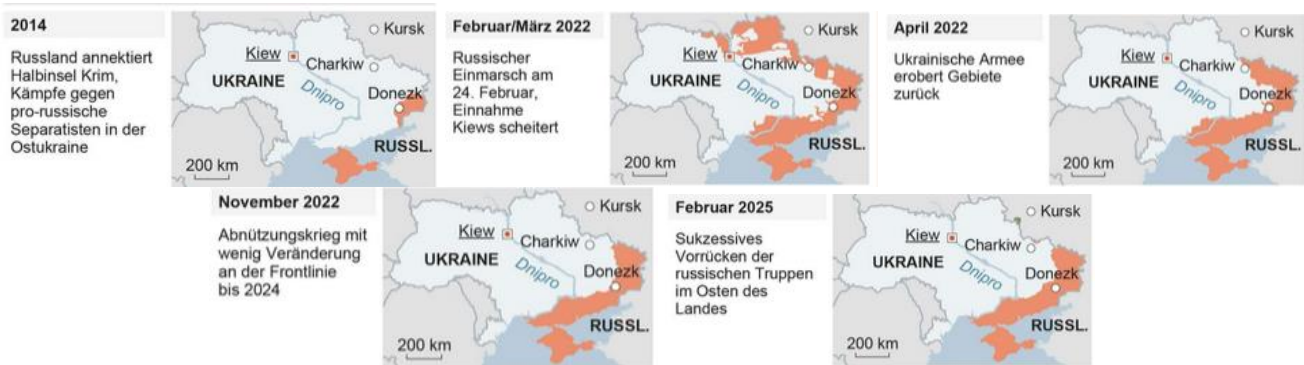 2014
Russland annektiert
Halbinsel Krim,
Kämpfe gegen
pro-russische
Separatisten in der
Ostukraine
Kursk
Kiew
Charkiw
UKRAINE
Dnipro
Donezk
RUSSL.
200 km
Februar/März 2022
Russischer
Einmarsch am
24. Februar,
Einnahme
Kiews scheitert
Kursk
Kiew
Charkiw
UKRAINE
Dnipro
Donezk
RUSSL.
200 km
April 2022
Ukrainische Armee
erobert Gebiete
zurück
Kursk
Kiew
Charkiw
UKRAINE
Dnipro
Donezk
RUSSL.
200 km
November 2022
Abnützungskrieg mit
wenig Veränderung
an der Frontlinie
bis 2024
Kursk
Kiew
Charkiw
UKRAINE
Dnipro
Donezk
RUSSL.
200 km
Februar 2025
Sukzessives
Vorrücken der
russischen Truppen
im Osten des
Landes
Kursk
Kiew
Charkiw
UKRAINE
Dnipro
Donezk
RUSSL.
200 km